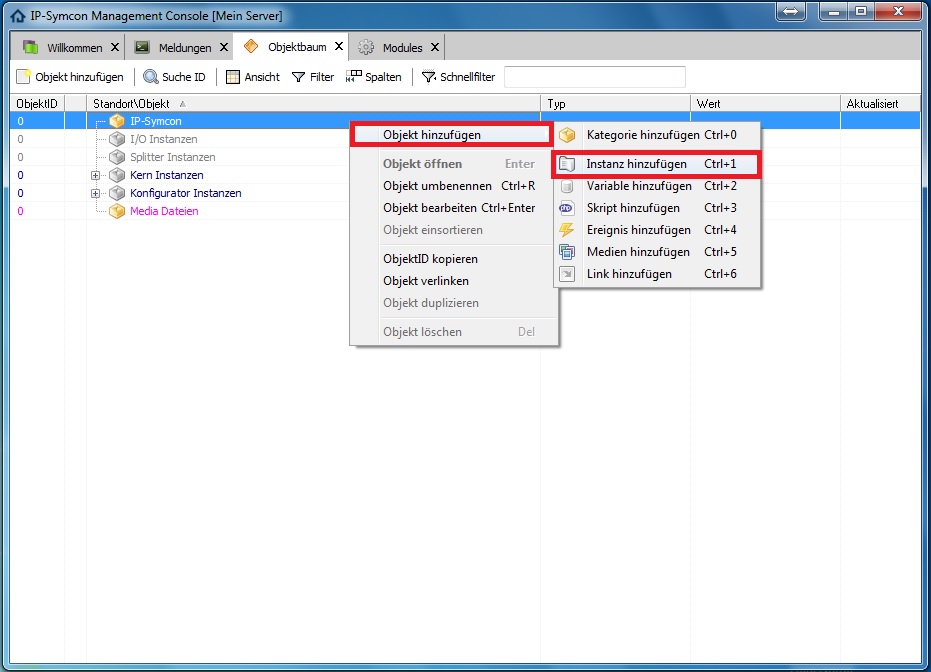 IP-Symcon Management Console [Mein Server]
Willkommen Meldungen Objektbaum Modules
Objekt hinzufügen Suche ID Ansicht Filter Spalten Schnellfilter
ObjektID Standort\Objekt Typ Wert Aktualisiert
0 IP-Symcon
0 I/O Instanzen
0 Splitter Instanzen
0 Kern Instanzen
0 Konfigurator Instanzen
0 Media Dateien
Objekt hinzufügen
Objekt öffnen Enter
Objekt umbenennen Ctrl+R
Objekt bearbeiten Ctrl+Enter
Objekt einsortieren
ObjektID kopieren
Objekt verlinken
Objekt duplizieren
Objekt löschen Del
Kategorie hinzufügen Ctrl+0
Instanz hinzufügen Ctrl+1
Variable hinzufügen Ctrl+2
php Skript hinzufügen Ctrl+3
Ereignis hinzufügen Ctrl+4
Medien hinzufügen Ctrl+5
Link hinzufügen Ctrl+6